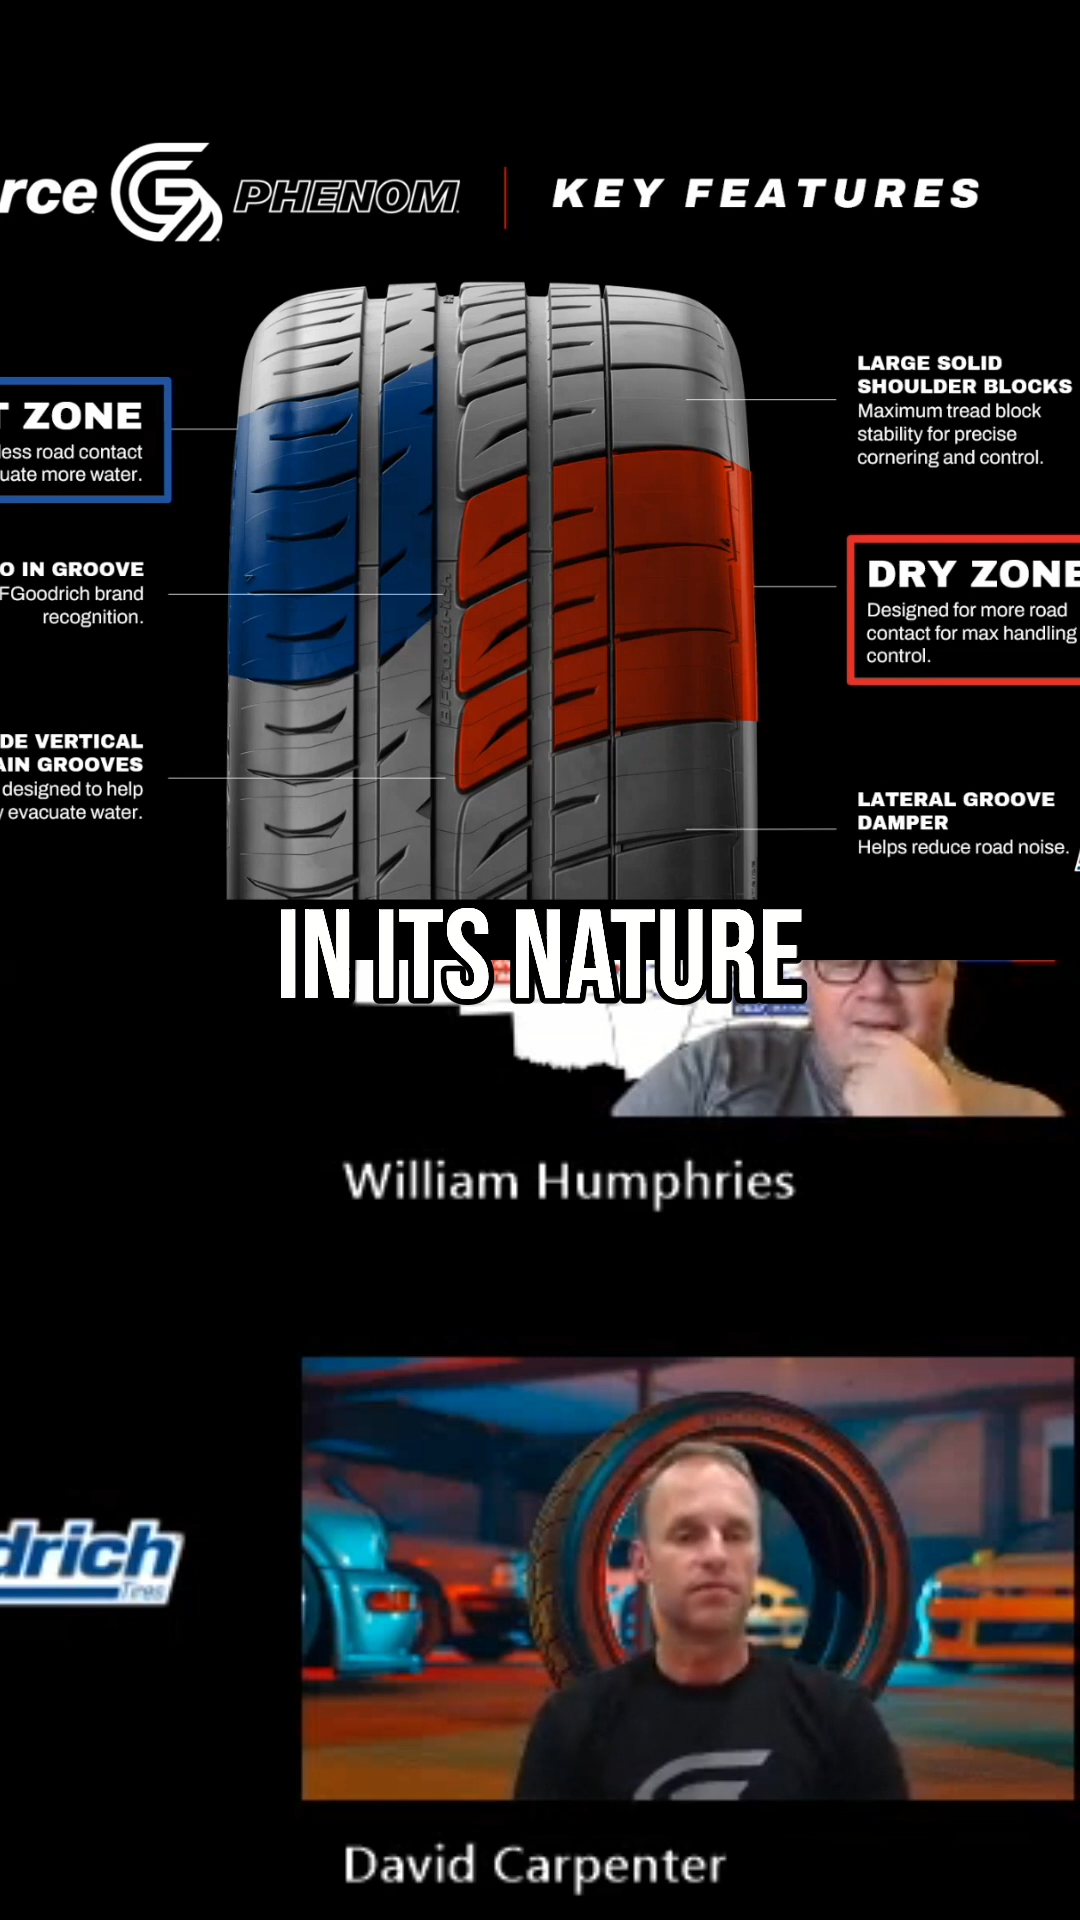 rce PHENOM. KEY FEATURES
T ZONE
less road contact
uate more water.
O IN GROOVE
FGoodrich brand
recognition.
DE VERTICAL
AIN GROOVES
designed to help
y evacuate water.
BFGoodrich
LARGE SOLID
SHOULDER BLOCKS
Maximum tread block
stability for precise
cornering and control.
DRY ZONE
Designed for more road
contact for max handling
control.
LATERAL GROOVE
DAMPER
Helps reduce road noise.
IN ITS NATURE
William Humphries
drich
Tires
David Carpenter